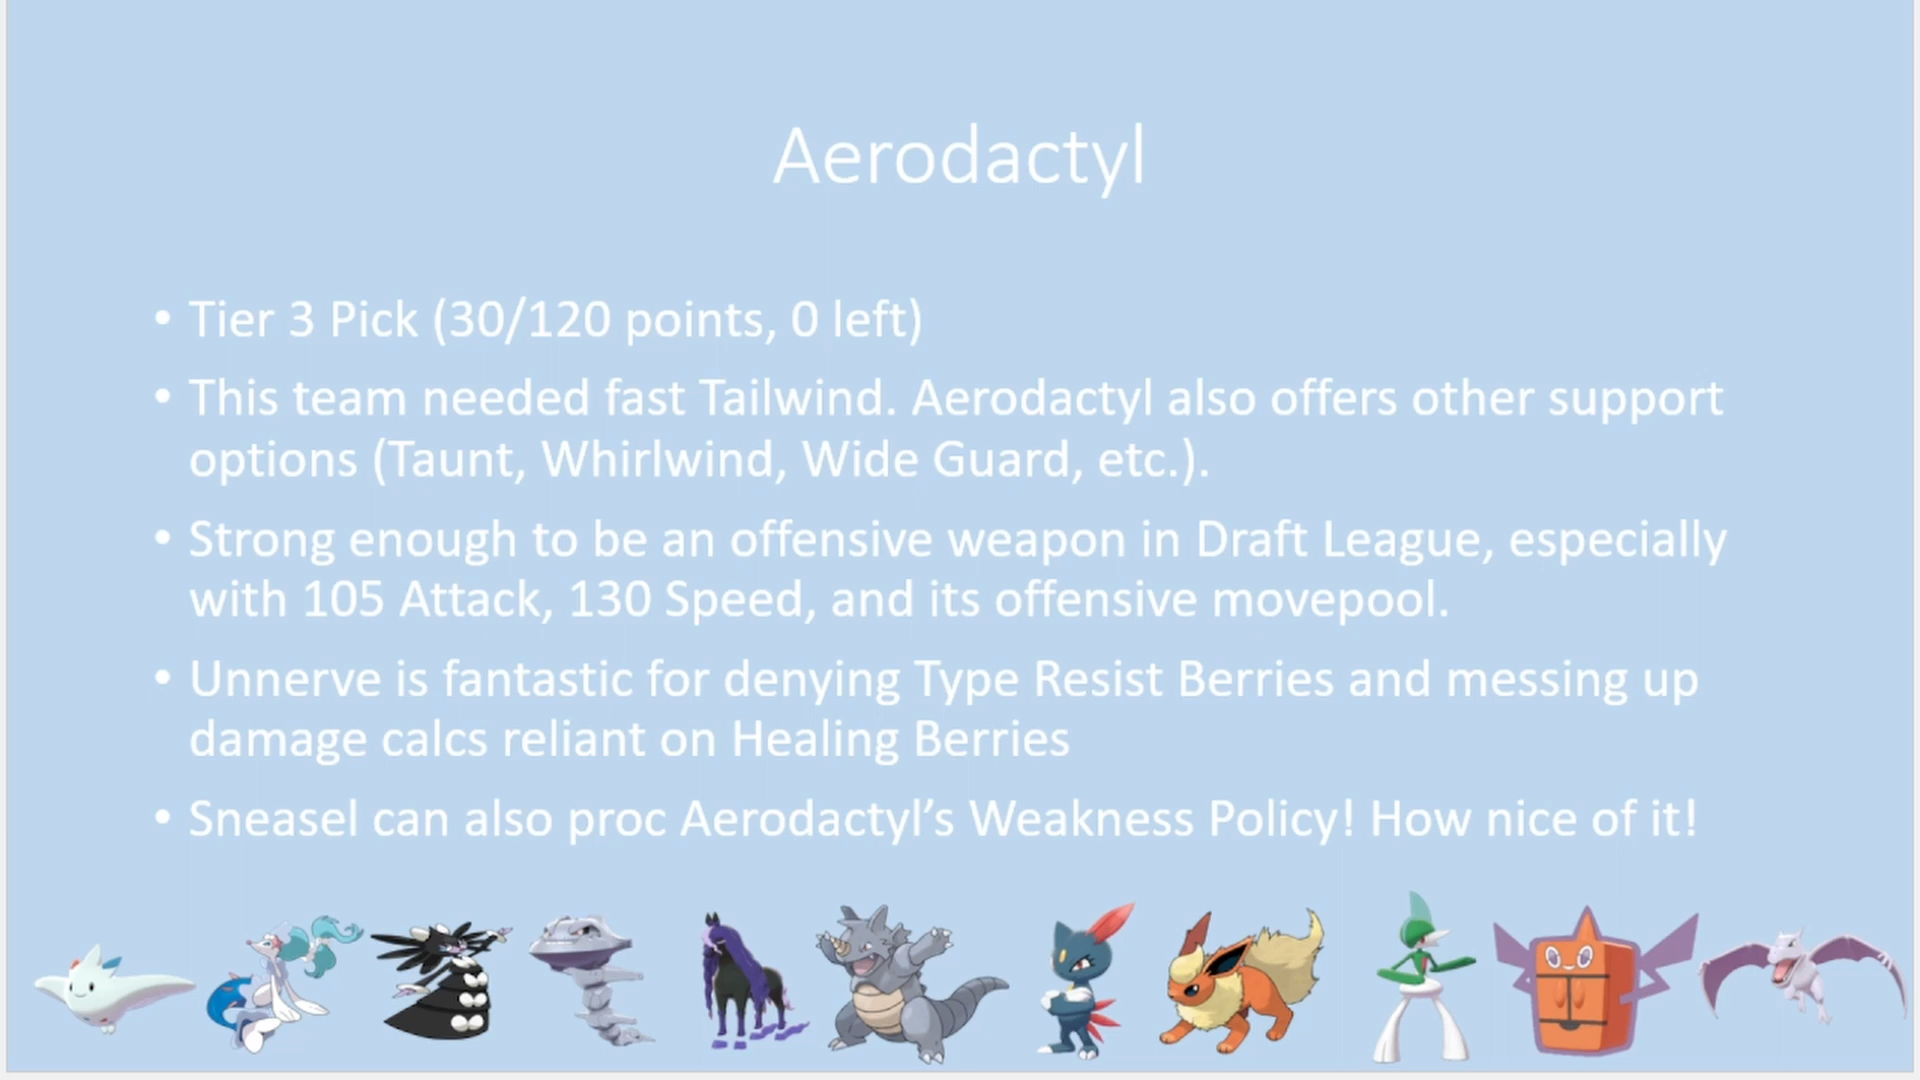 Aerodactyl
• Tier 3 Pick (30/120 points, 0 left)
• This team needed fast Tailwind. Aerodactyl also offers other support
options (Taunt, Whirlwind, Wide Guard, etc.).
• Strong enough to be an offensive weapon in Draft League, especially
with 105 Attack, 130 Speed, and its offensive movepool.
• Unnerve is fantastic for denying Type Resist Berries and messing up
damage calcs reliant on Healing Berries
• Sneasel can also proc Aerodactyl’s Weakness Policy! How nice of it!